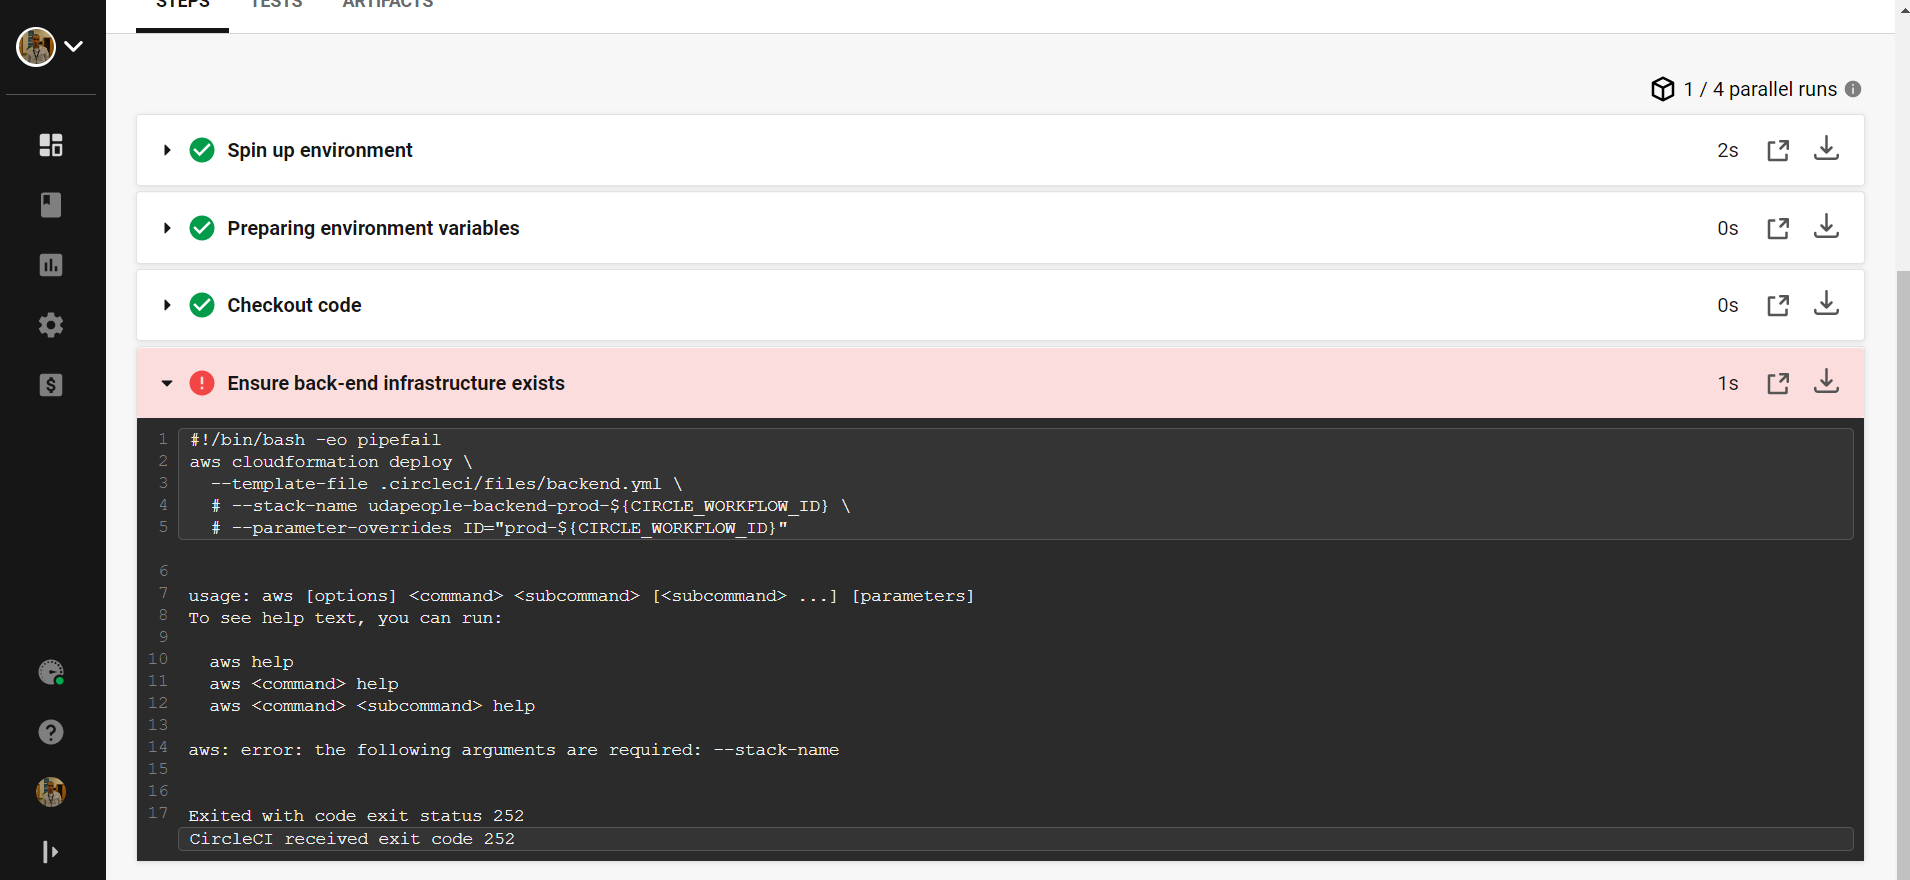 STEPS TESTS ARTIFACTS
1 / 4 parallel runs
Spin up environment 2s
Preparing environment variables 0s
Checkout code 0s
Ensure back-end infrastructure exists 1s
1 #!/bin/bash -eo pipefail
2 aws cloudformation deploy \
3 --template-file .circleci/files/backend.yml \
4 # --stack-name udapeople-backend-prod-${CIRCLE_WORKFLOW_ID} \
5 # --parameter-overrides ID="prod-${CIRCLE_WORKFLOW_ID}"
6
7 usage: aws [options] <command> <subcommand> [<subcommand> ...] [parameters]
8 To see help text, you can run:
9
10 aws help
11 aws <command> help
12 aws <command> <subcommand> help
13
14 aws: error: the following arguments are required: --stack-name
15
16
17 Exited with code exit status 252
CircleCI received exit code 252